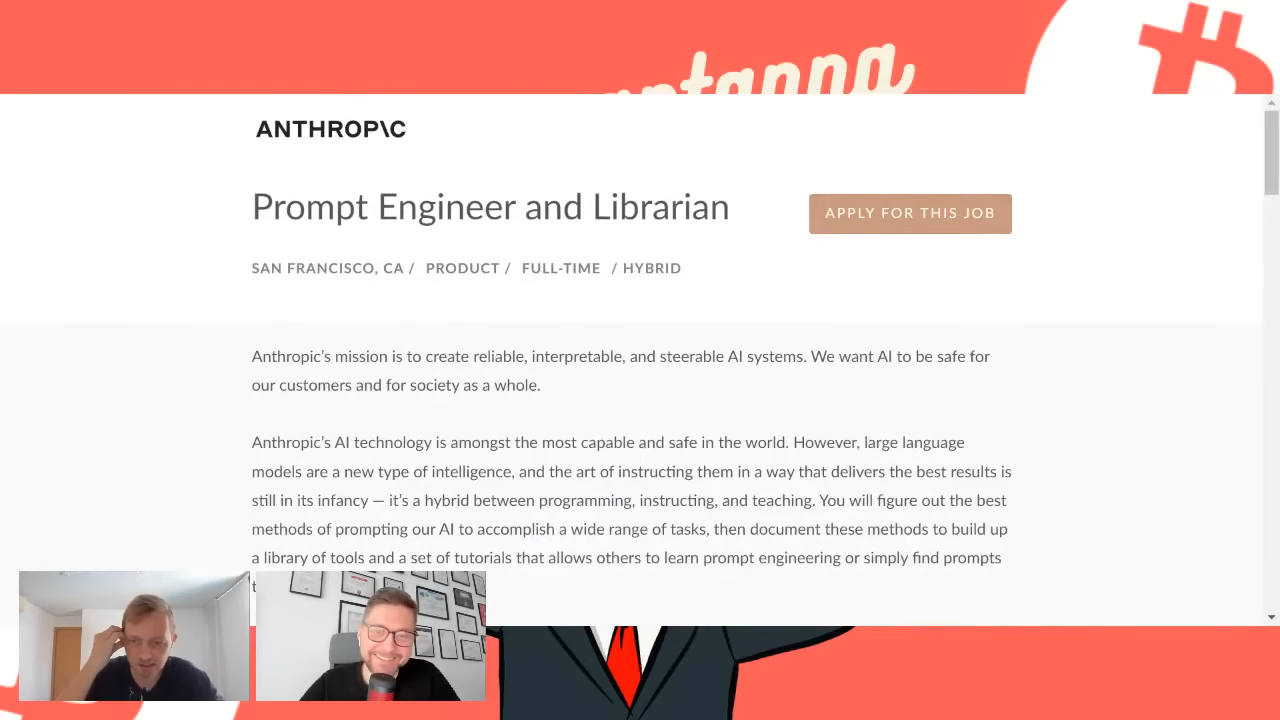 ANTHROP\C
Prompt Engineer and Librarian
APPLY FOR THIS JOB
SAN FRANCISCO, CA / PRODUCT / FULL-TIME / HYBRID
Anthropic’s mission is to create reliable, interpretable, and steerable AI systems. We want AI to be safe for
our customers and for society as a whole.
Anthropic’s AI technology is amongst the most capable and safe in the world. However, large language
models are a new type of intelligence, and the art of instructing them in a way that delivers the best results is
still in its infancy — it’s a hybrid between programming, instructing, and teaching. You will figure out the best
methods of prompting our AI to accomplish a wide range of tasks, then document these methods to build up
a library of tools and a set of tutorials that allows others to learn prompt engineering or simply find prompts